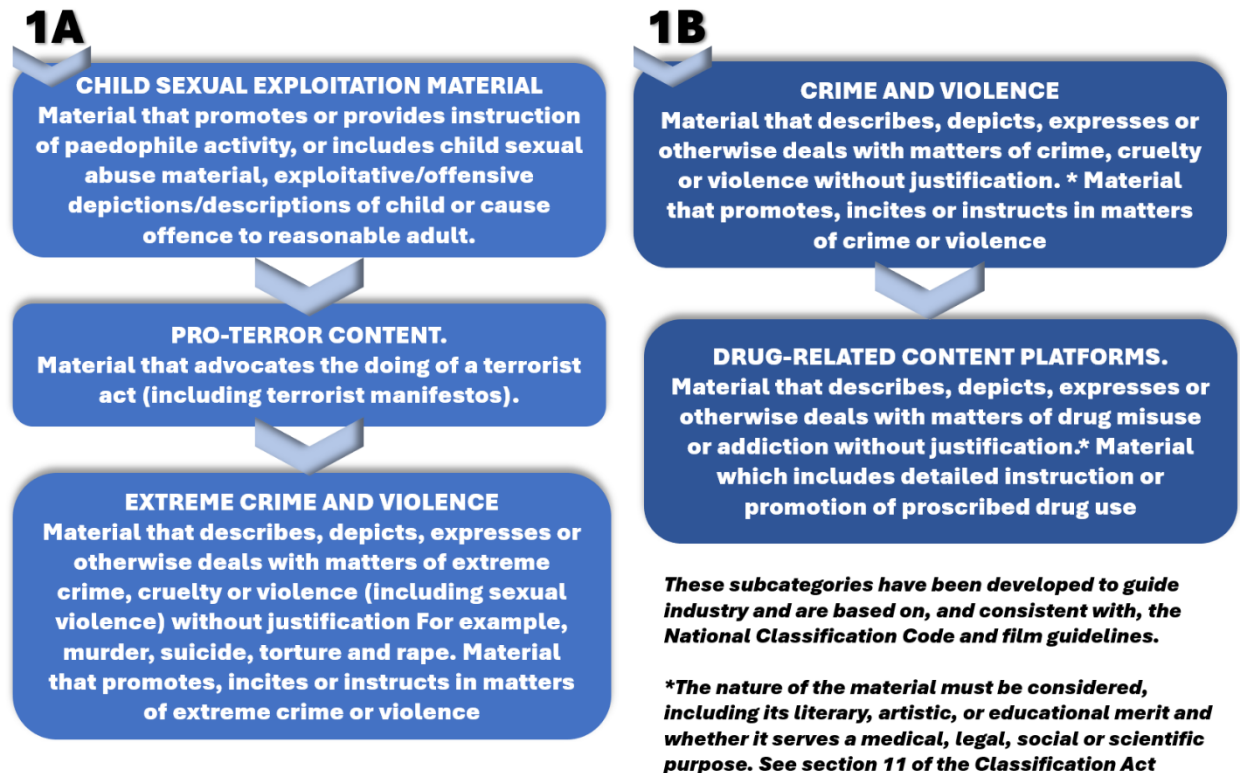 1A
CHILD SEXUAL EXPLOITATION MATERIAL
Material that promotes or provides instruction
of paedophile activity, or includes child sexual
abuse material, exploitative/offensive
depictions/descriptions of child or cause
offence to reasonable adult.
PRO-TERROR CONTENT.
Material that advocates the doing of a terrorist
act (including terrorist manifestos).
EXTREME CRIME AND VIOLENCE
Material that describes, depicts, expresses or
otherwise deals with matters of extreme
crime, cruelty or violence (including sexual
violence) without justification For example,
murder, suicide, torture and rape. Material
that promotes, incites or instructs in matters
of extreme crime or violence
1B
CRIME AND VIOLENCE
Material that describes, depicts, expresses or
otherwise deals with matters of crime, cruelty
or violence without justification. * Material
that promotes, incites or instructs in matters
of crime or violence
DRUG-RELATED CONTENT PLATFORMS.
Material that describes, depicts, expresses or
otherwise deals with matters of drug misuse
or addiction without justification.* Material
which includes detailed instruction or
promotion of proscribed drug use
These subcategories have been developed to guide
industry and are based on, and consistent with, the
National Classification Code and film guidelines.
*The nature of the material must be considered,
including its literary, artistic, or educational merit and
whether it serves a medical, legal, social or scientific
purpose. See section 11 of the Classification Act